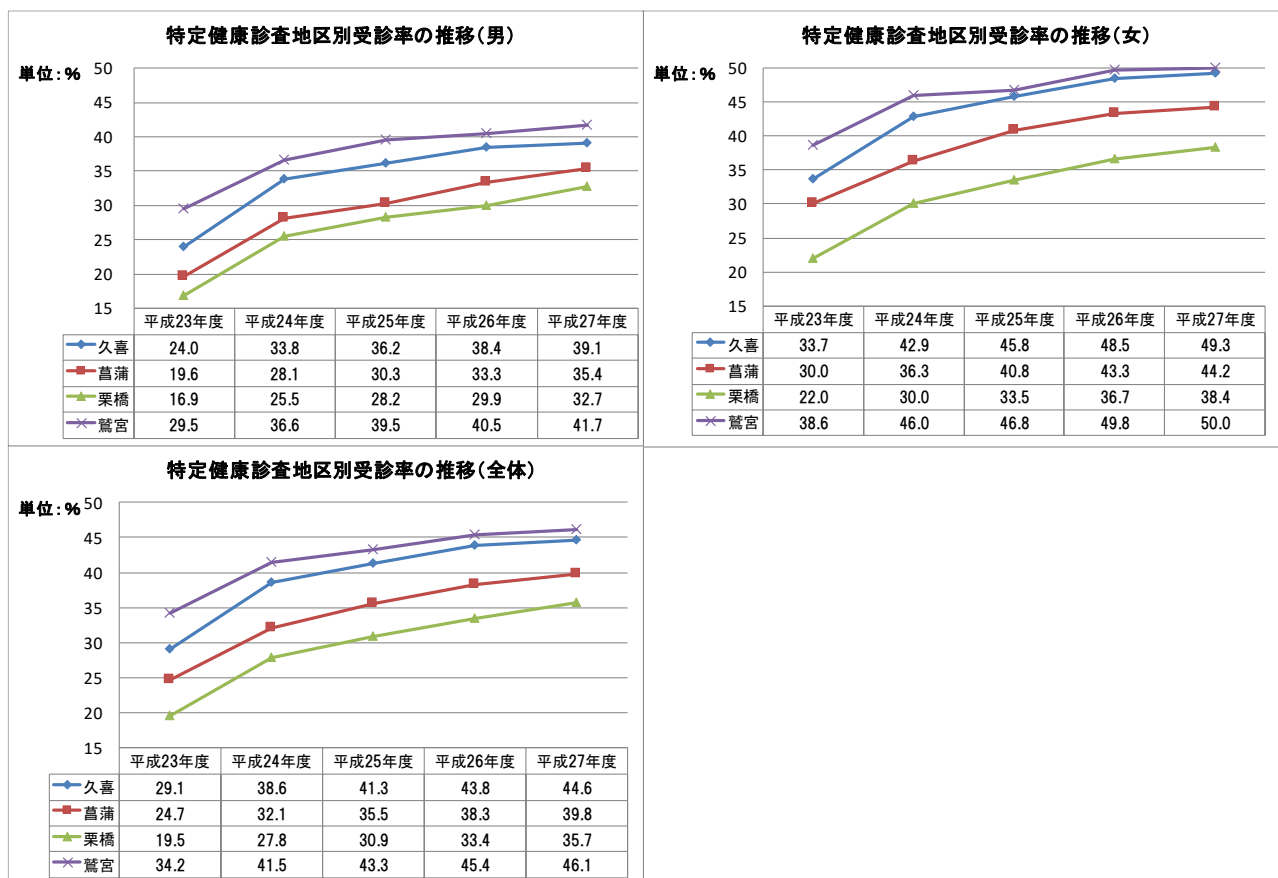 特定健康診査地区別受診率の推移(男)
単位:%
50
45
40
35
30
25
20
15
平成23年度 平成24年度 平成25年度 平成26年度 平成27年度
久喜 24.0 33.8 36.2 38.4 39.1
菖蒲 19.6 28.1 30.3 33.3 35.4
栗橋 16.9 25.5 28.2 29.9 32.7
鷲宮 29.5 36.6 39.5 40.5 41.7
特定健康診査地区別受診率の推移(女)
単位:%
50
45
40
35
30
25
20
15
平成23年度 平成24年度 平成25年度 平成26年度 平成27年度
久喜 33.7 42.9 45.8 48.5 49.3
菖蒲 30.0 36.3 40.8 43.3 44.2
栗橋 22.0 30.0 33.5 36.7 38.4
鷲宮 38.6 46.0 46.8 49.8 50.0
特定健康診査地区別受診率の推移(全体)
単位:%
50
45
40
35
30
25
20
15
平成23年度 平成24年度 平成25年度 平成26年度 平成27年度
久喜 29.1 38.6 41.3 43.8 44.6
菖蒲 24.7 32.1 35.5 38.3 39.8
栗橋 19.5 27.8 30.9 33.4 35.7
鷲宮 34.2 41.5 43.3 45.4 46.1